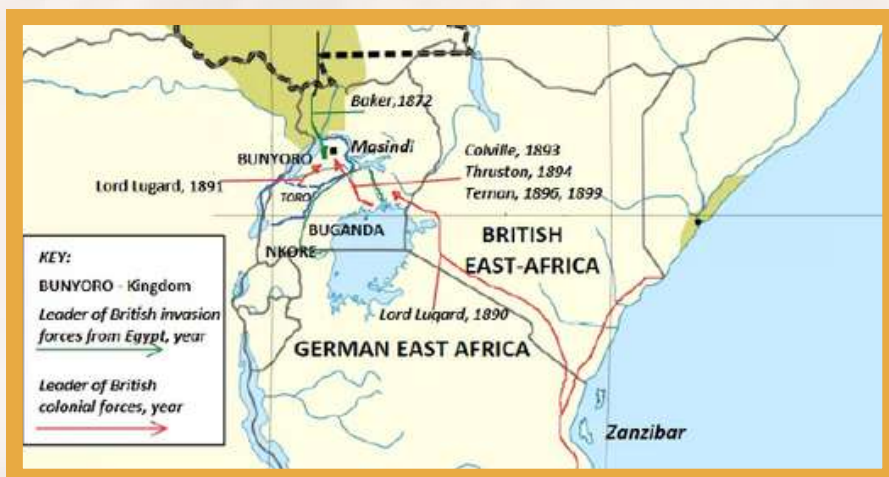 Baker, 1872
Masindi
BUNYORO
Lord Lugard, 1891
TORO
Colville, 1893
Thruston, 1894
Ternan, 1896, 1899
BUGANDA
NKORE
BRITISH
EAST-AFRICA
Lord Lugard, 1890
GERMAN EAST AFRICA
Zanzibar
KEY:
BUNYORO - Kingdom
Leader of British invasion
forces from Egypt, year
Leader of British
colonial forces, year